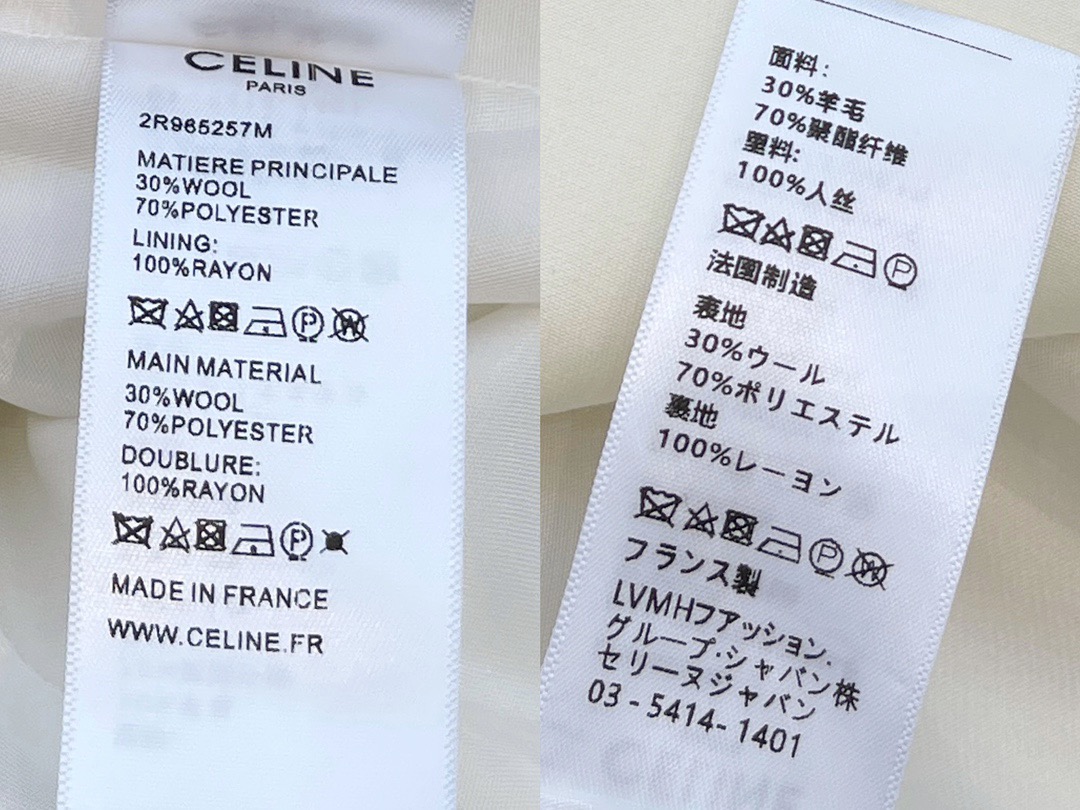 CELINE
PARIS
2R965257M
MATIERE PRINCIPALE
30%WOOL
70%POLYESTER
LINING:
100%RAYON
MAIN MATERIAL
30%WOOL
70%POLYESTER
DOUBLURE:
100%RAYON
MADE IN FRANCE
WWW.CELINE.FR
面料:
30%羊毛
70%聚酯纤维
里料:
100%人丝
法國制造
表地
30%ウール
70%ポリエステル
裏地
100%レーヨン
フランス製
LVMHフアッション.
グループ·シャバン株
セリーヌジャバン
03-5414-1401